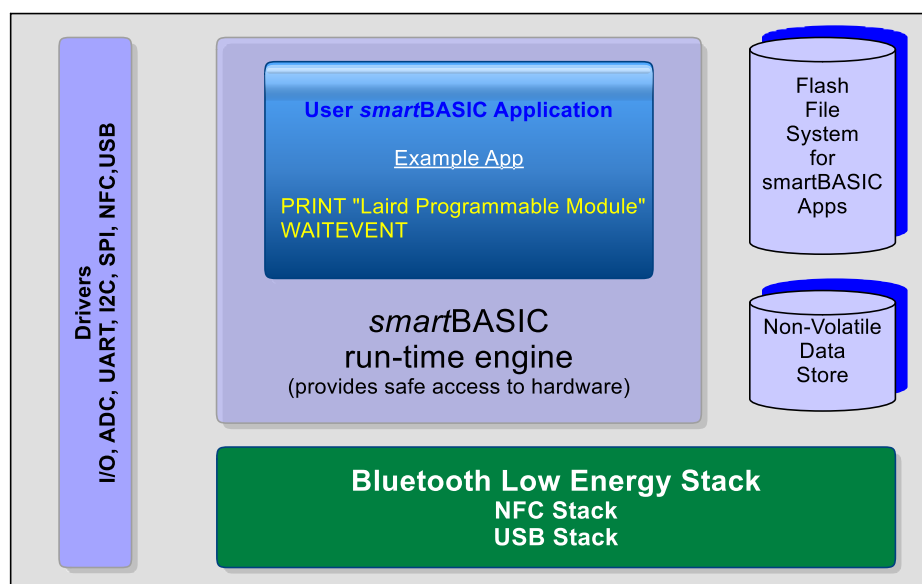 Drivers
I/O, ADC, UART, I2C, SPI, NFC,USB
User smartBASIC Application
Example App
PRINT "Laird Programmable Module"
WAITEVENT
smartBASIC
run-time engine
(provides safe access to hardware)
Flash
File
System
for
smartBASIC
Apps
Non-Volatile
Data
Store
Bluetooth Low Energy Stack
NFC Stack
USB Stack